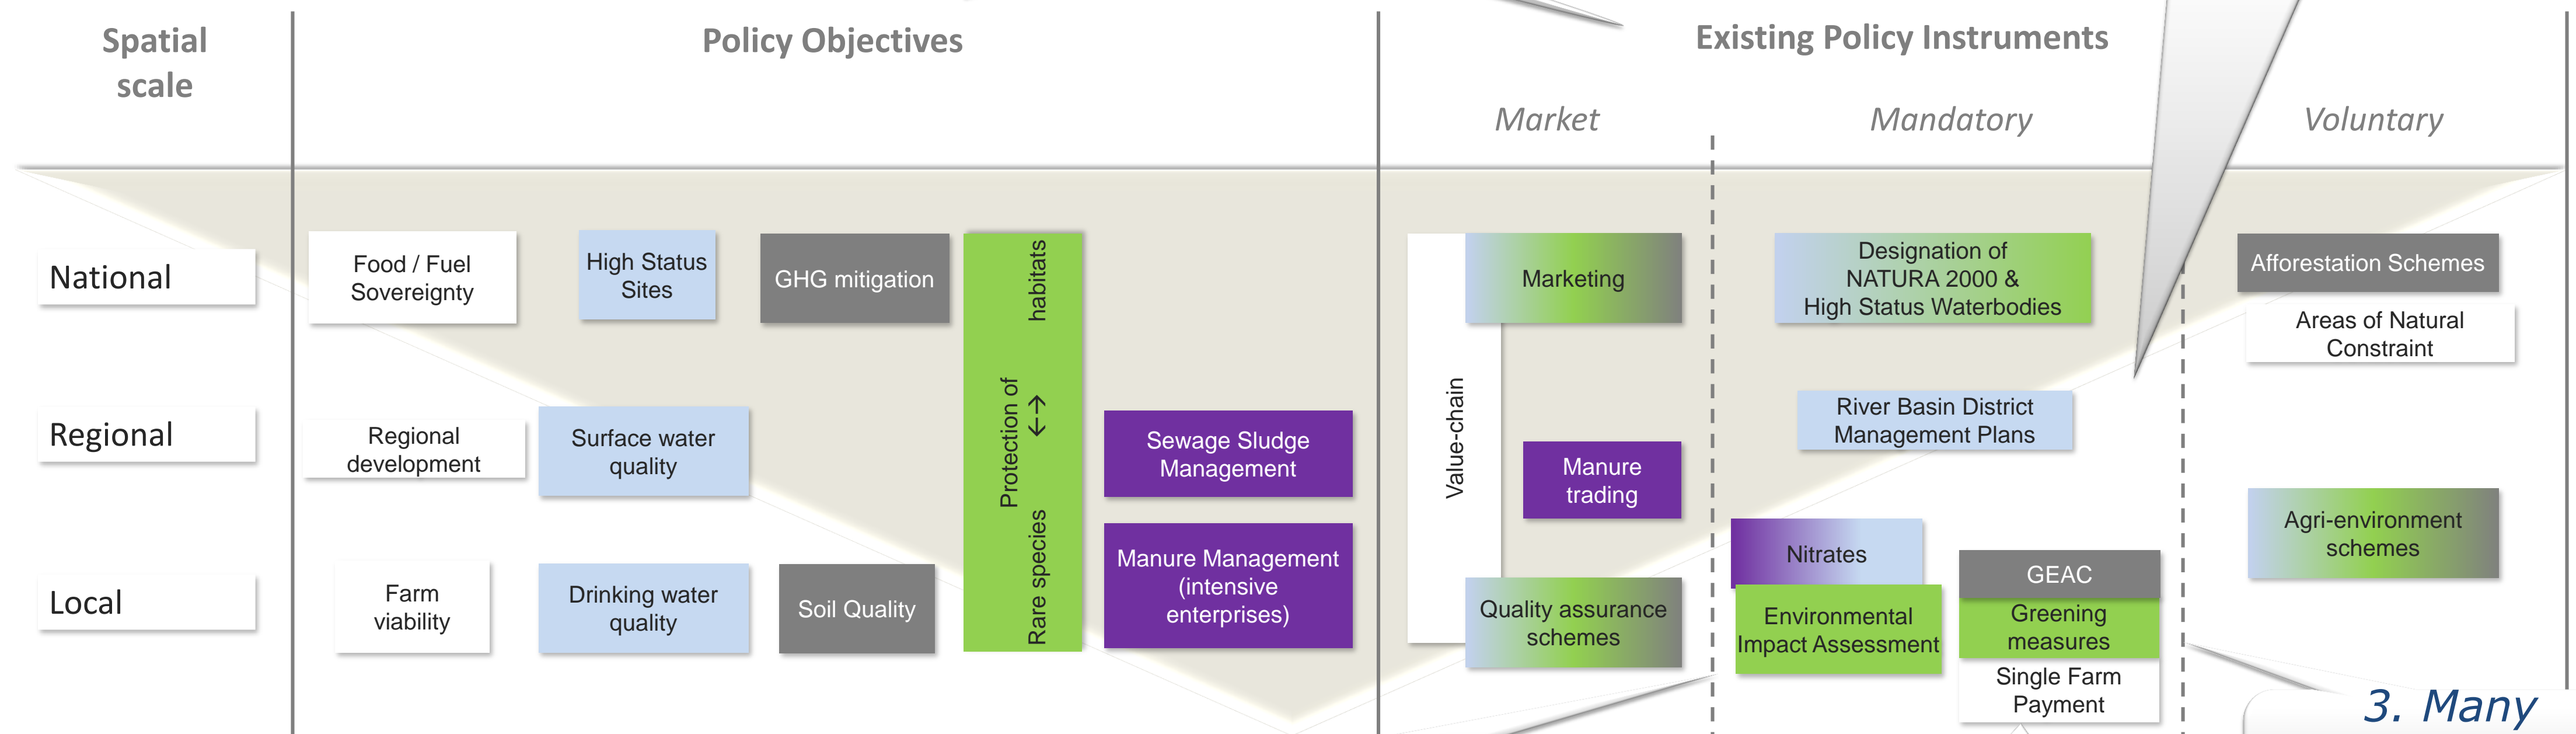 Spatial
scale
Policy Objectives
Existing Policy Instruments
Market
Mandatory
Voluntary
National
Food / Fuel
Sovereignty
High Status
Sites
GHG mitigation
Protection of
Rare species ←→ habitats
Value-chain
Marketing
Designation of
NATURA 2000 &
High Status Waterbodies
Afforestation Schemes
Areas of Natural
Constraint
Regional
Regional
development
Surface water
quality
Sewage Sludge
Management
Manure
trading
River Basin District
Management Plans
Agri-environment
schemes
Local
Farm
viability
Drinking water
quality
Soil Quality
Manure Management
(intensive
enterprises)
Quality assurance
schemes
Nitrates
Environmental
Impact Assessment
GEAC
Greening
measures
Single Farm
Payment
3. Many